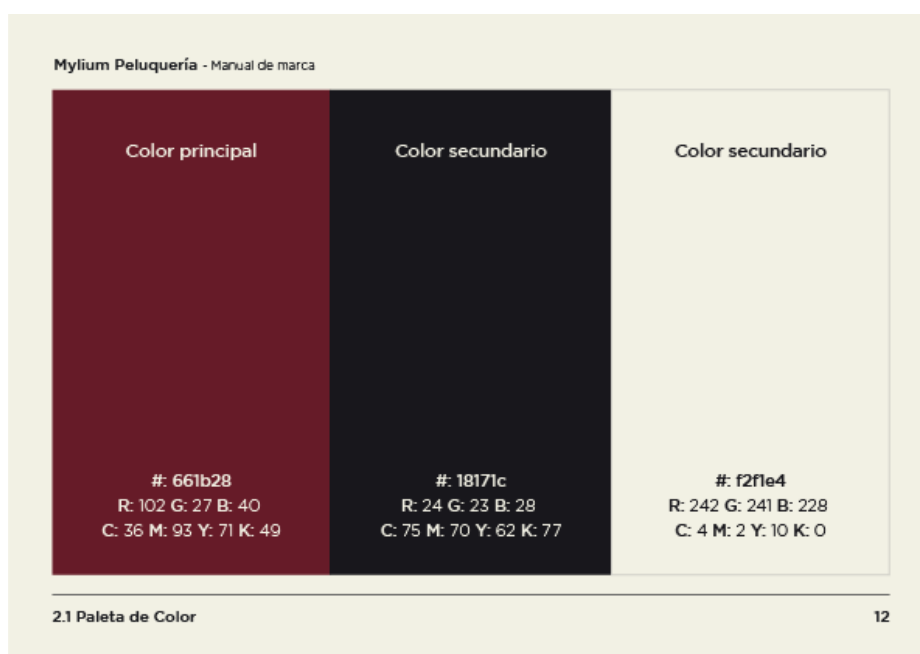 Mylium Peluquería - Manual de marca
Color principal
#: 661b28
R: 102 G: 27 B: 40
C: 36 M: 93 Y: 71 K: 49
Color secundario
#: 18171c
R: 24 G: 23 B: 28
C: 75 M: 70 Y: 62 K: 77
Color secundario
#: f2f1e4
R: 242 G: 241 B: 228
C: 4 M: 2 Y: 10 K: 0
2.1 Paleta de Color
12